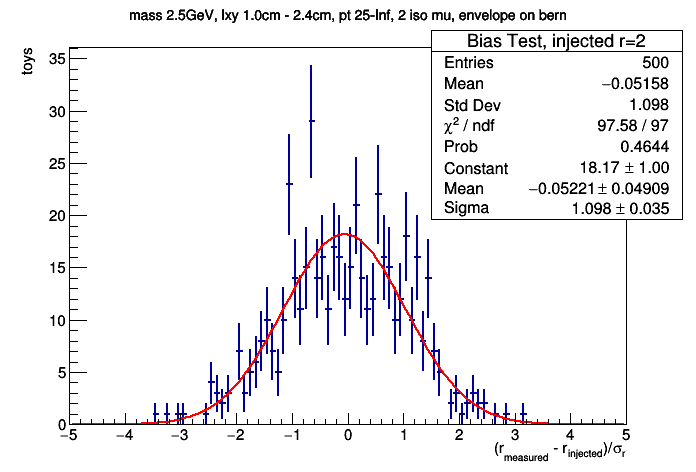 mass 2.5GeV, lxy 1.0cm - 2.4cm, pt 25-Inf, 2 iso mu, envelope on bern
toys
Bias Test, injected r=2
Entries 500
Mean −0.05158
Std Dev 1.098
χ² / ndf 97.58 / 97
Prob 0.4644
Constant 18.17 ± 1.00
Mean −0.05221 ± 0.04909
Sigma 1.098 ± 0.035
35
30
25
20
15
10
5
0
−5 −4 −3 −2 −1 0 1 2 3 4 5
(r_measured - r_injected)/σ_r